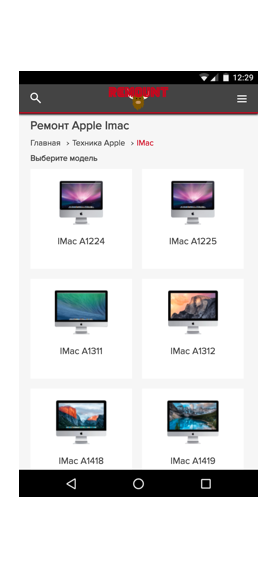 12:29
REMOUNT
Ремонт Apple Imac
Главная > Техника Apple > IMac
Выберите модель
IMac A1224
IMac A1225
IMac A1311
IMac A1312
IMac A1418
IMac A1419